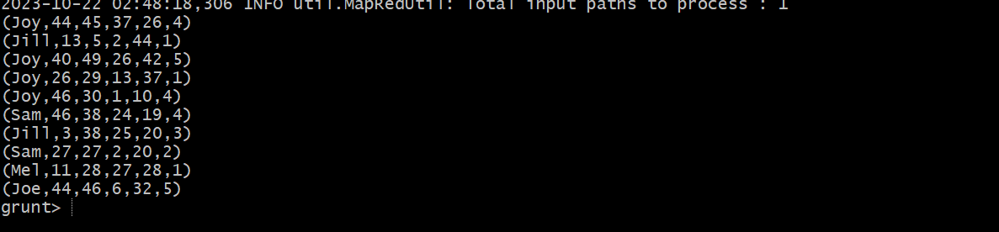 2023-10-22 02:48:18,306 INFO util.MapRedUtil: Total input paths to process : 1
(Joy,44,45,37,26,4)
(Jill,13,5,2,44,1)
(Joy,40,49,26,42,5)
(Joy,26,29,13,37,1)
(Joy,46,30,1,10,4)
(Sam,46,38,24,19,4)
(Jill,3,38,25,20,3)
(Sam,27,27,2,20,2)
(Mel,11,28,27,28,1)
(Joe,44,46,6,32,5)
grunt>